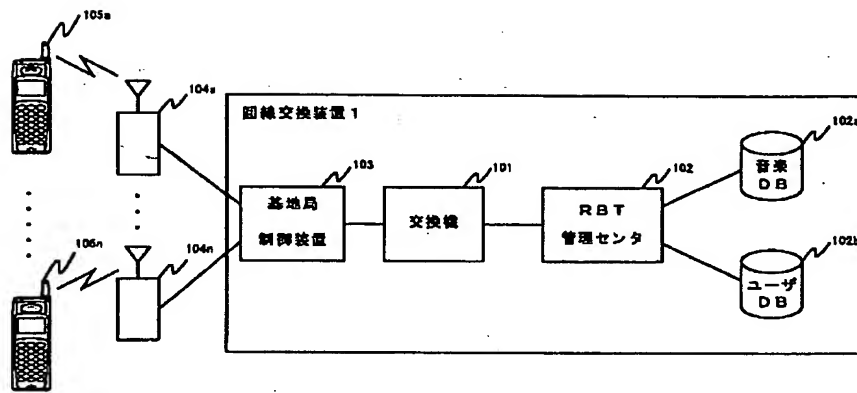 105a
104a
回線交換装置1
102a
音楽
DB
103
101
102
基地局
制御装置
交換機
RBT
管理センタ
105n
104n
102b
ユーザ
DB